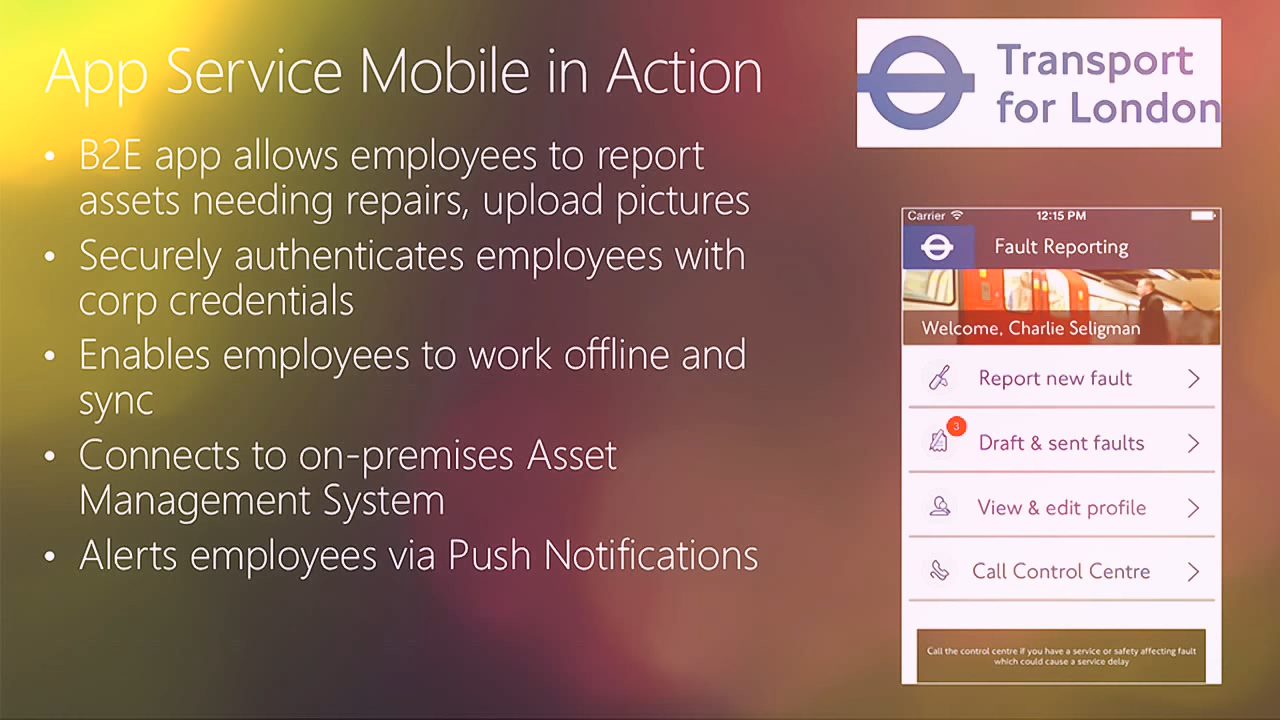 App Service Mobile in Action
• B2E app allows employees to report
assets needing repairs, upload pictures
• Securely authenticates employees with
corp credentials
• Enables employees to work offline and
sync
• Connects to on-premises Asset
Management System
• Alerts employees via Push Notifications
Transport
for London
Carrier 12:15 PM
Fault Reporting
Welcome, Charlie Seligman
Report new fault
3
Draft & sent faults
View & edit profile
Call Control Centre
Call the control centre if you have a service or safety affecting fault
which could cause a service delay